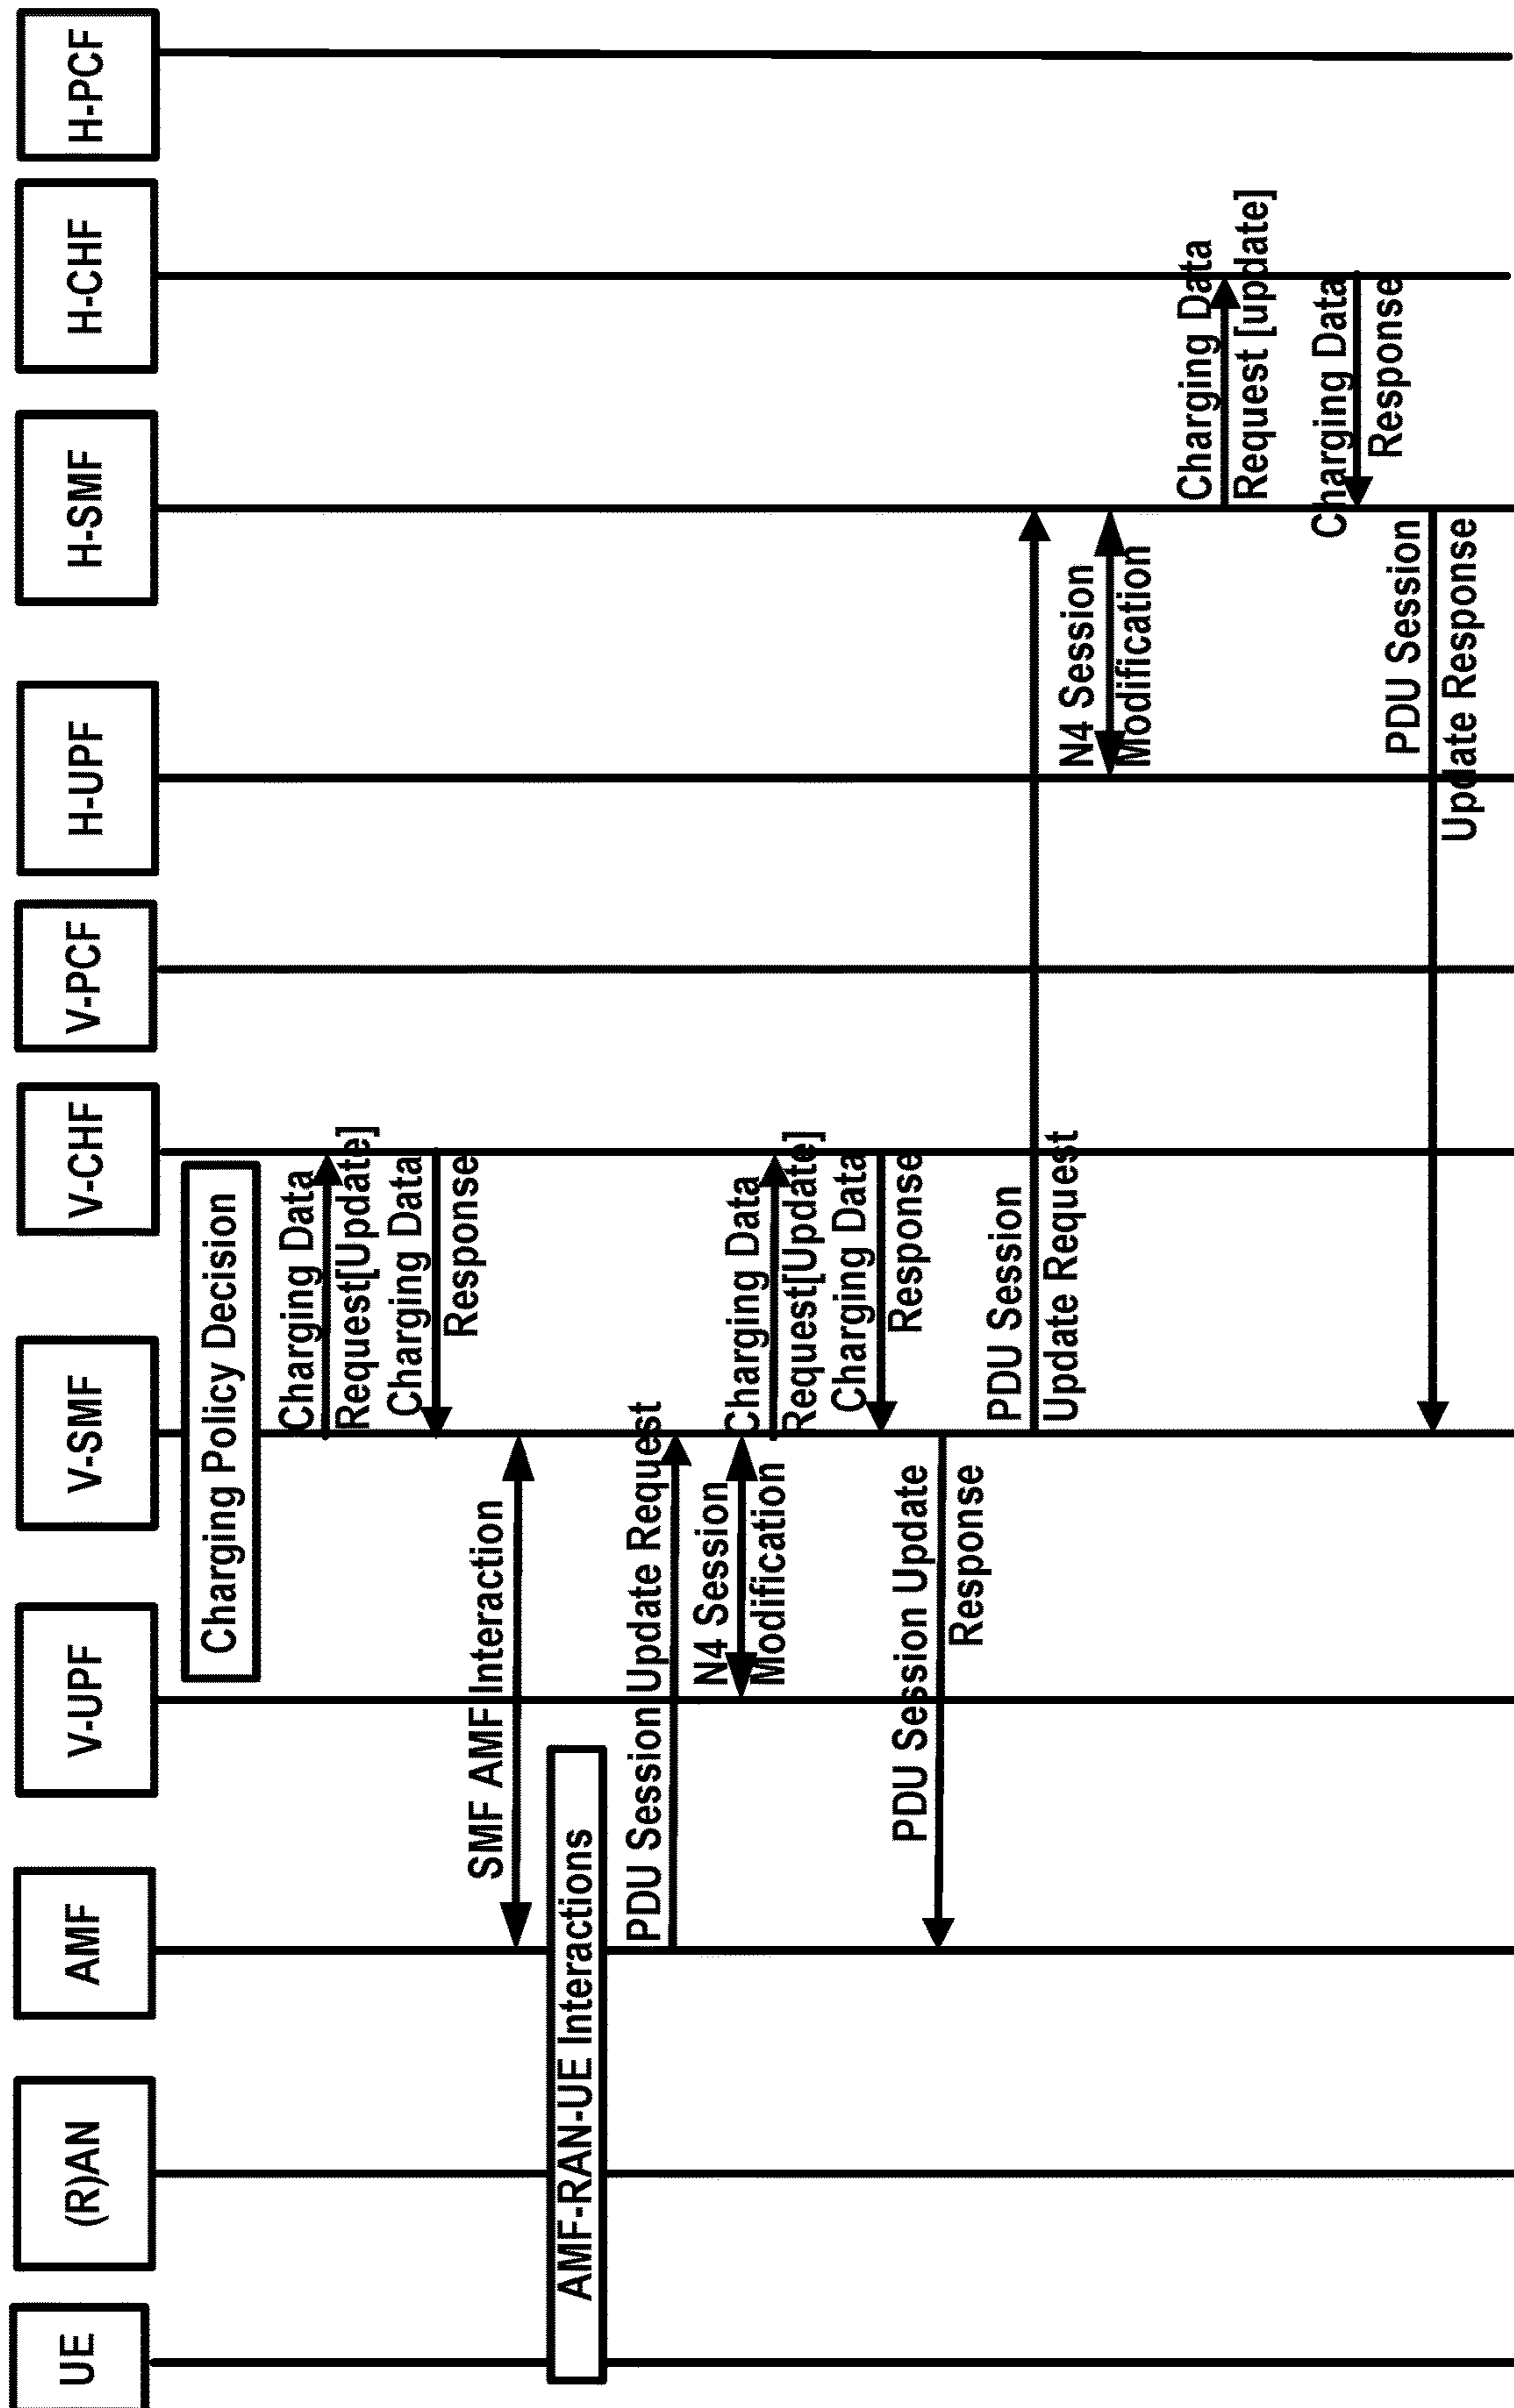 UE
(R)AN
AMF
V-UPF
V-SMF
V-CHF
V-PCF
H-UPF
H-SMF
H-CHF
H-PCF
Charging Policy Decision
Charging Data
Request[Update]
Charging Data
Response
SMF AMF Interaction
AMF-RAN-UE Interactions
PDU Session Update Request
N4 Session
Modification
Charging Data
Request[Update]
Charging Data
Response
PDU Session Update
Response
PDU Session
Update Request
N4 Session
Modification
Charging Data
Request [update]
Charging Data
Response
PDU Session
Update Response